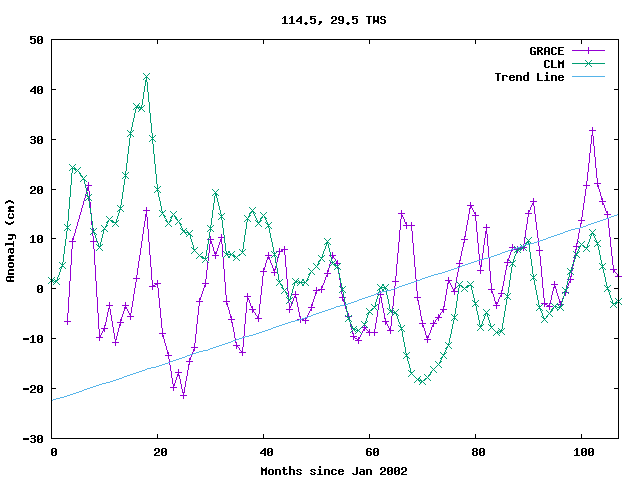 114.5, 29.5 TWS
GRACE
CLM
Trend Line
Anomaly (cm)
50
40
30
20
10
0
-10
-20
-30
0 20 40 60 80 100
Months since Jan 2002